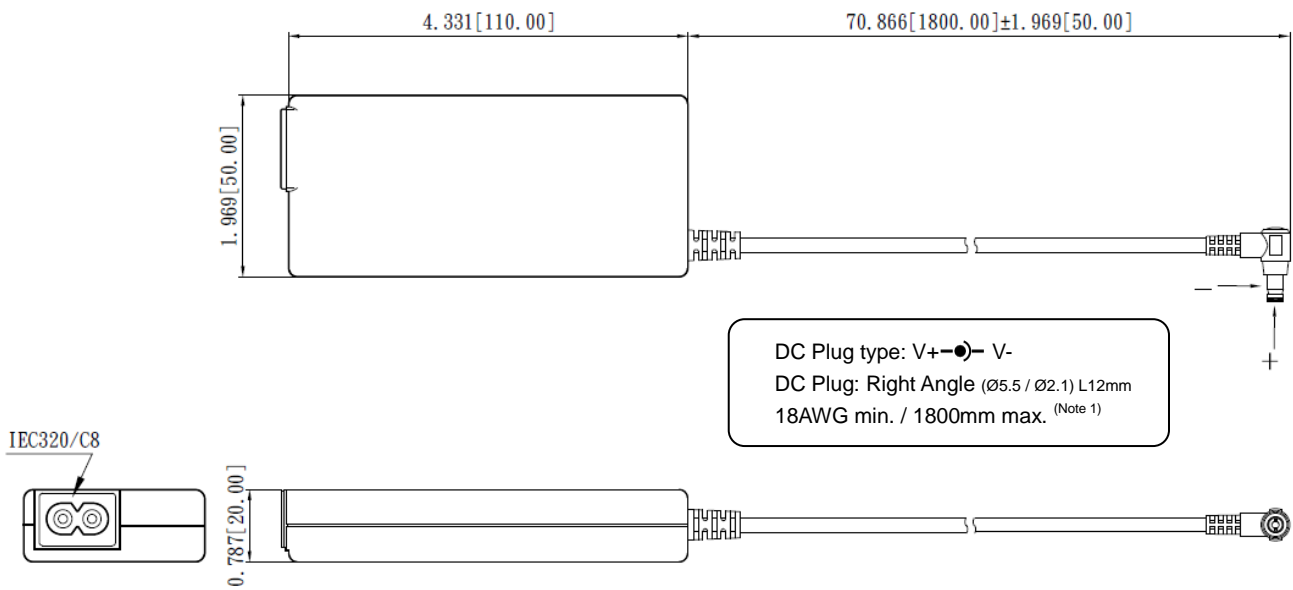 4.331[110.00]
70.866[1800.00]±1.969[50.00]
1.969[50.00]
—
+
DC Plug type: V+ V-
DC Plug: Right Angle (Ø5.5 / Ø2.1) L12mm
18AWG min. / 1800mm max. (Note 1)
IEC320/C8
0.787[20.00]